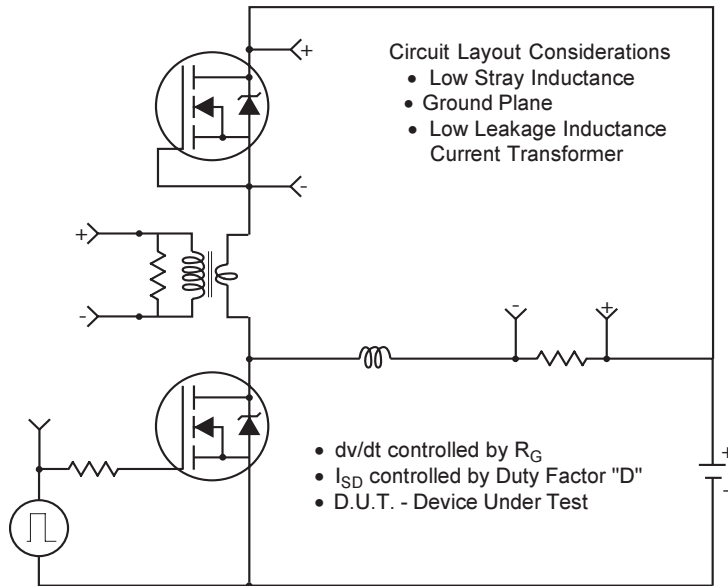 +
Circuit Layout Considerations
• Low Stray Inductance
• Ground Plane
• Low Leakage Inductance
Current Transformer
-
+
-
-
+
• dv/dt controlled by RG
• ISD controlled by Duty Factor "D"
• D.U.T. - Device Under Test
+
-